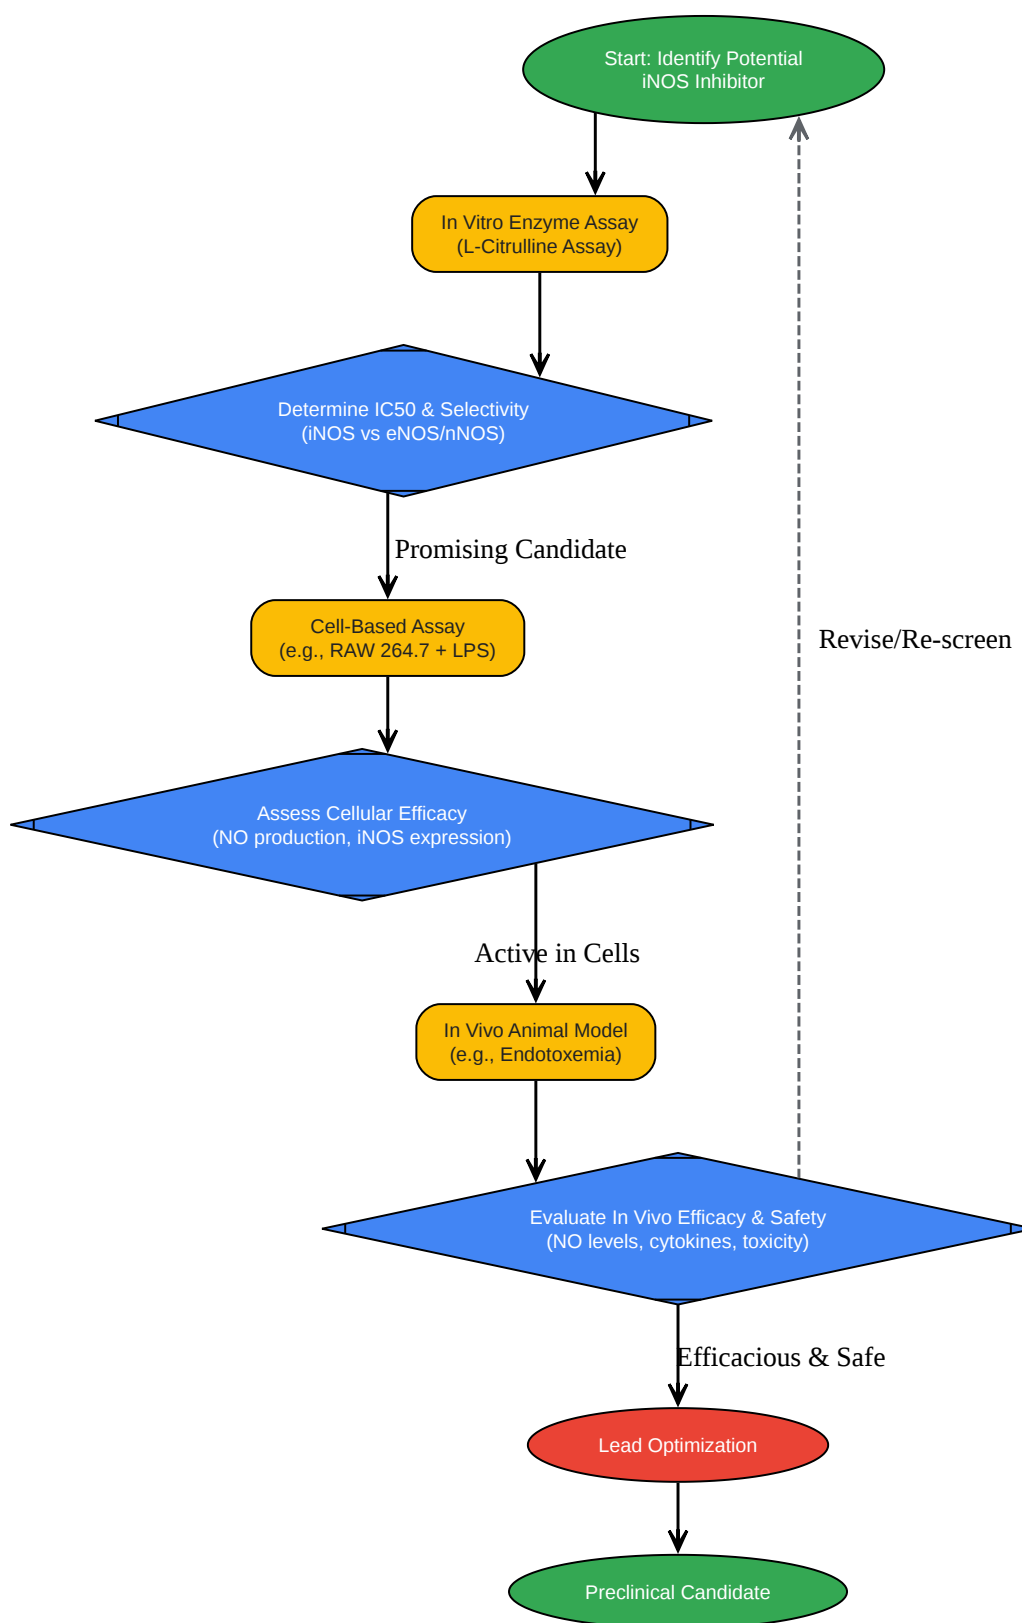 Start: Identify Potential
iNOS Inhibitor
In Vitro Enzyme Assay
(L-Citrulline Assay)
Determine IC50 & Selectivity
(iNOS vs eNOS/nNOS)
Promising Candidate
Cell-Based Assay
(e.g., RAW 264.7 + LPS)
Revise/Re-screen
Assess Cellular Efficacy
(NO production, iNOS expression)
Active in Cells
In Vivo Animal Model
(e.g., Endotoxemia)
Evaluate In Vivo Efficacy & Safety
(NO levels, cytokines, toxicity)
Efficacious & Safe
Lead Optimization
Preclinical Candidate